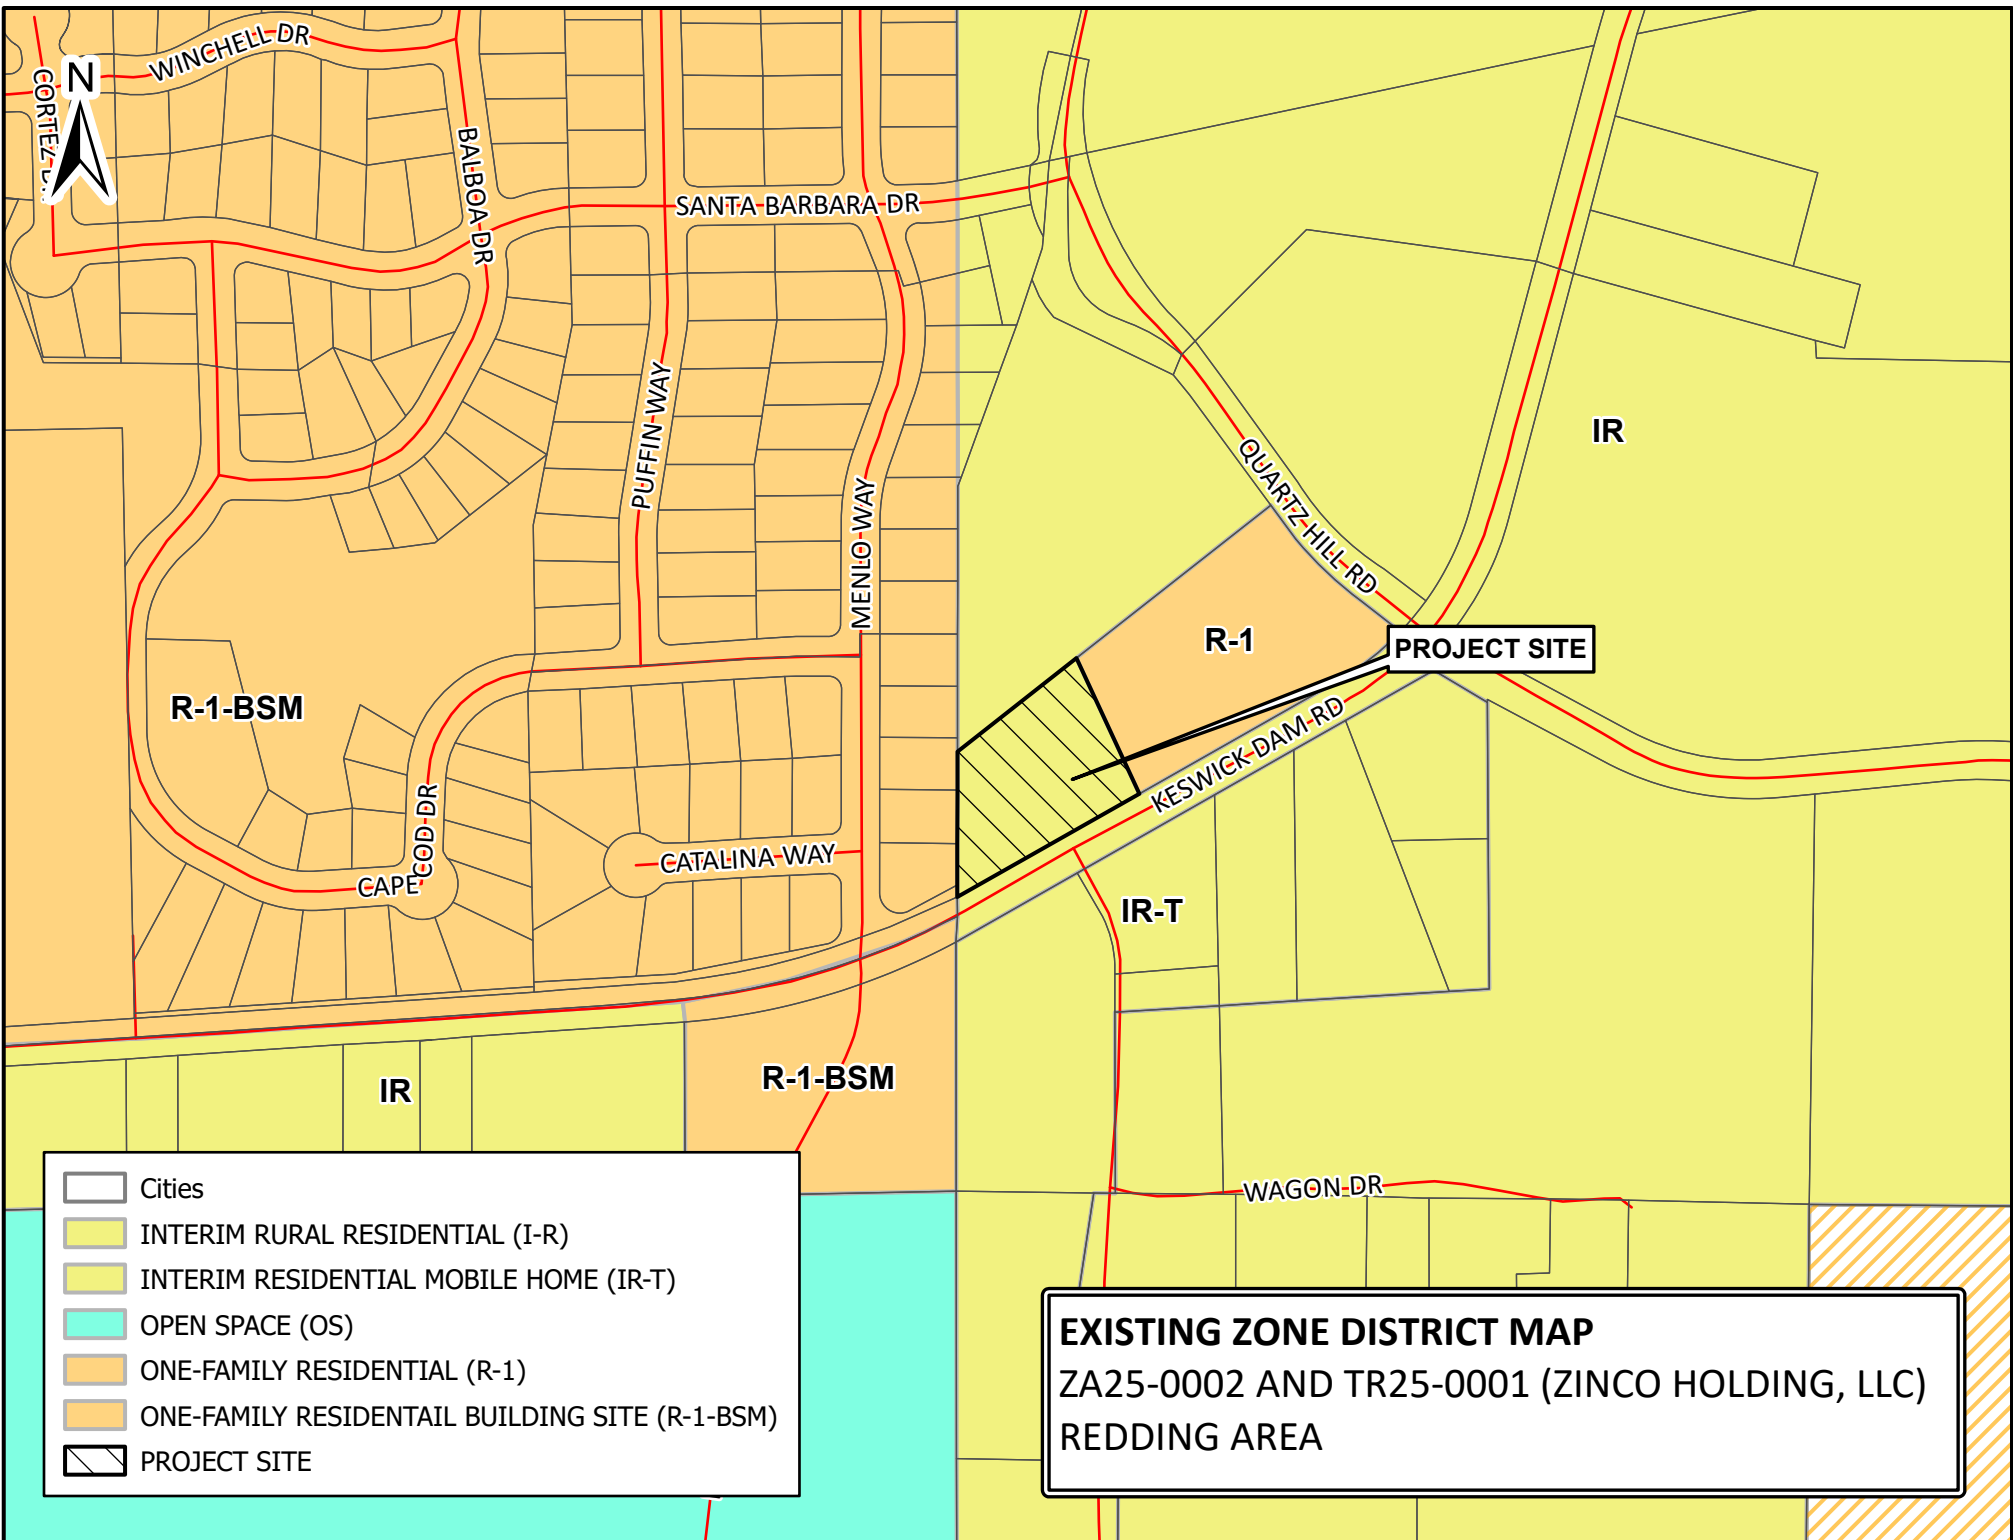 WINCHELL DR
N
CORTEZ
BALBOA DR
SANTA BARBARA DR
PUFFIN WAY
MENLO WAY
QUARTZ HILL RD
IR
R-1
PROJECT SITE
R-1-BSM
KESWICK DAM RD
COD DR
CAPE
CATALINA WAY
IR-T
IR
R-1-BSM
WAGON DR
Cities
INTERIM RURAL RESIDENTIAL (I-R)
INTERIM RESIDENTIAL MOBILE HOME (IR-T)
OPEN SPACE (OS)
ONE-FAMILY RESIDENTIAL (R-1)
ONE-FAMILY RESIDENTAIL BUILDING SITE (R-1-BSM)
PROJECT SITE
EXISTING ZONE DISTRICT MAP
ZA25-0002 AND TR25-0001 (ZINCO HOLDING, LLC)
REDDING AREA